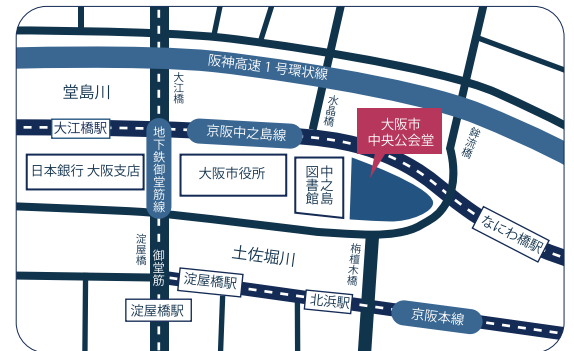 阪神高速1号環状線
堂島川
大江橋
水晶橋
大阪市
中央公会堂
鉾流橋
大江橋駅
地下鉄御堂筋線
京阪中之島線
日本銀行 大阪支店
大阪市役所
中之島
図書館
なにわ橋駅
淀屋橋
御堂筋
土佐堀川
栴檀木橋
淀屋橋駅
北浜駅
淀屋橋駅
京阪本線